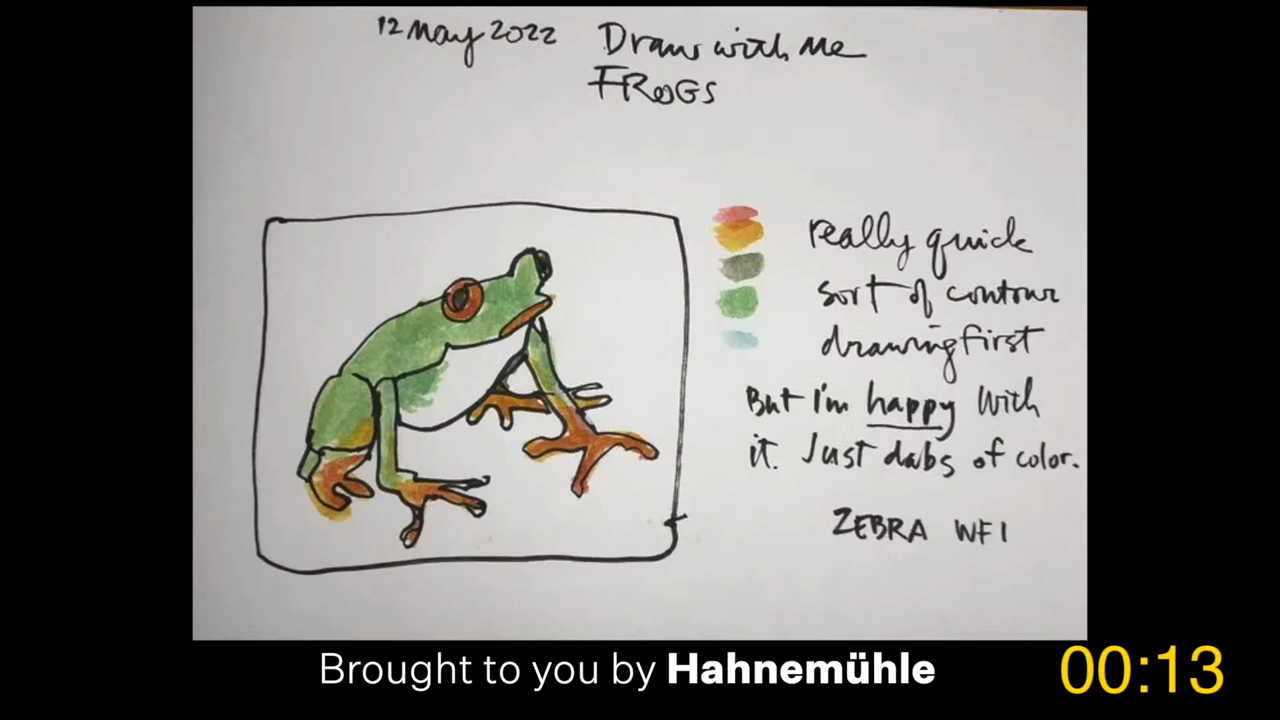 12 May 2022 Draw with me
FROGS
really quick
sort of contour
drawing first
But I'm happy with
it. Just dabs of color.
ZEBRA WF1
Brought to you by Hahnemühle
00:13